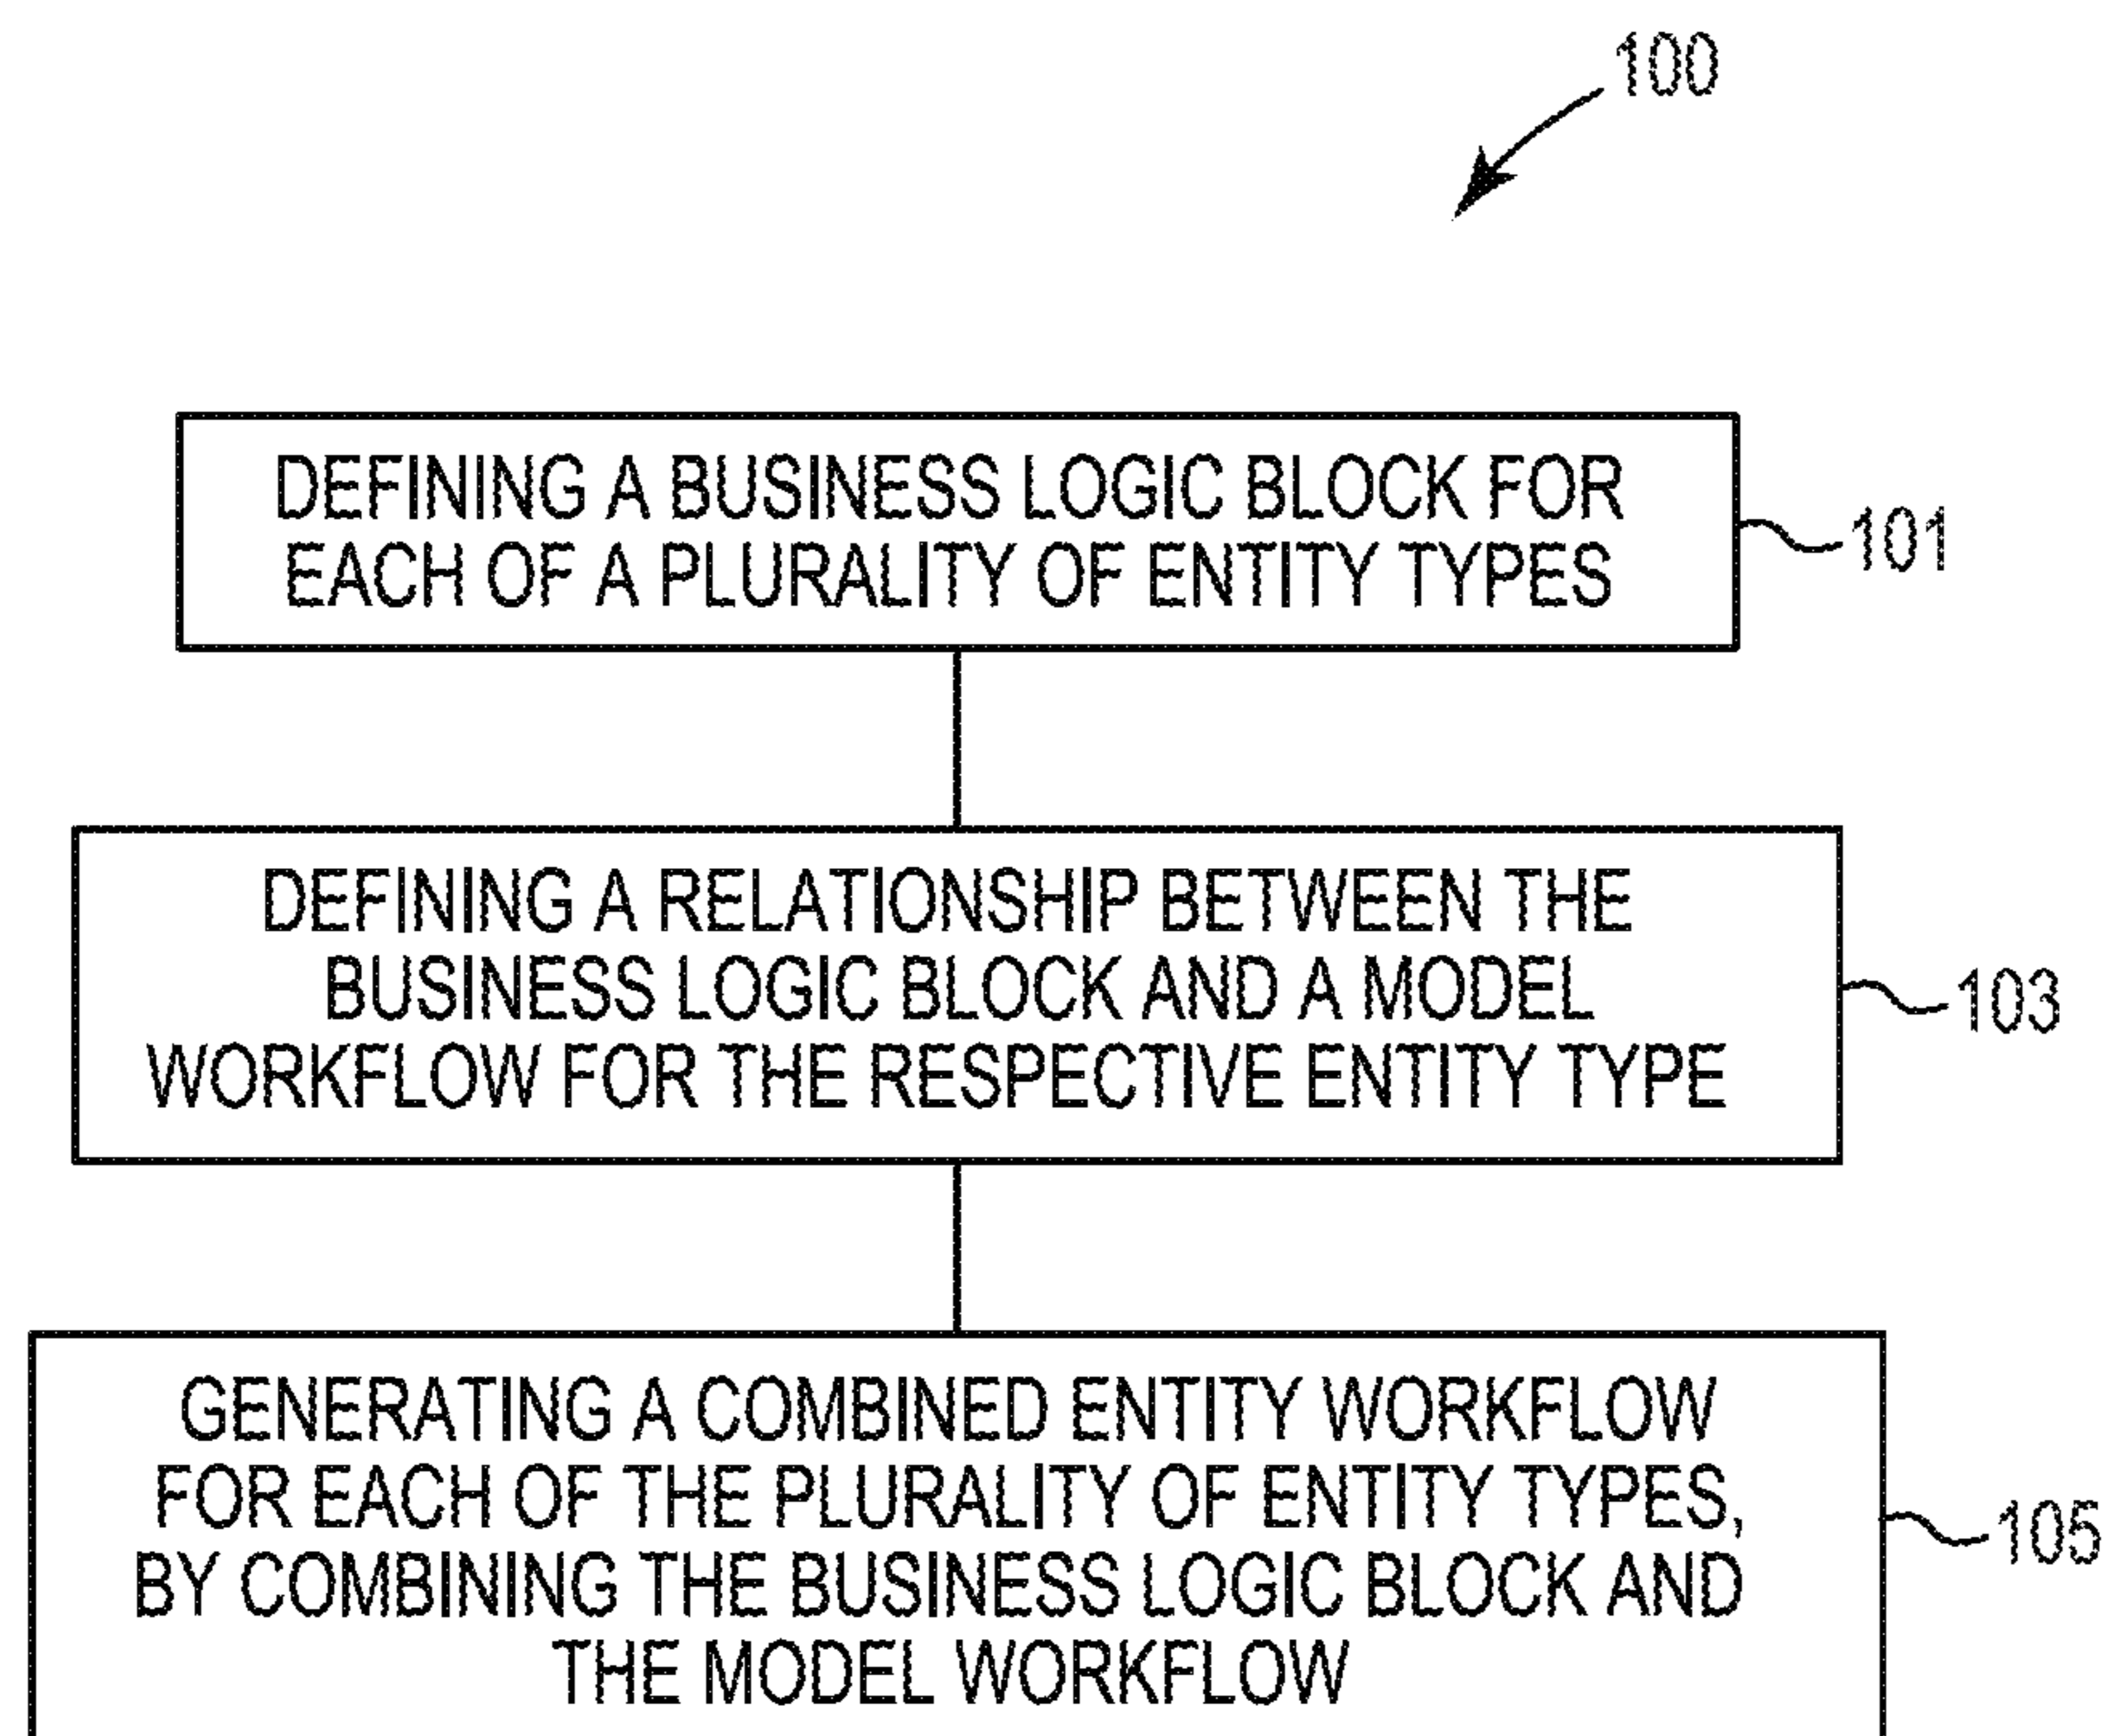 100
DEFINING A BUSINESS LOGIC BLOCK FOR
EACH OF A PLURALITY OF ENTITY TYPES
101
DEFINING A RELATIONSHIP BETWEEN THE
BUSINESS LOGIC BLOCK AND A MODEL
WORKFLOW FOR THE RESPECTIVE ENTITY TYPE
103
GENERATING A COMBINED ENTITY WORKFLOW
FOR EACH OF THE PLURALITY OF ENTITY TYPES,
BY COMBINING THE BUSINESS LOGIC BLOCK AND
THE MODEL WORKFLOW
105